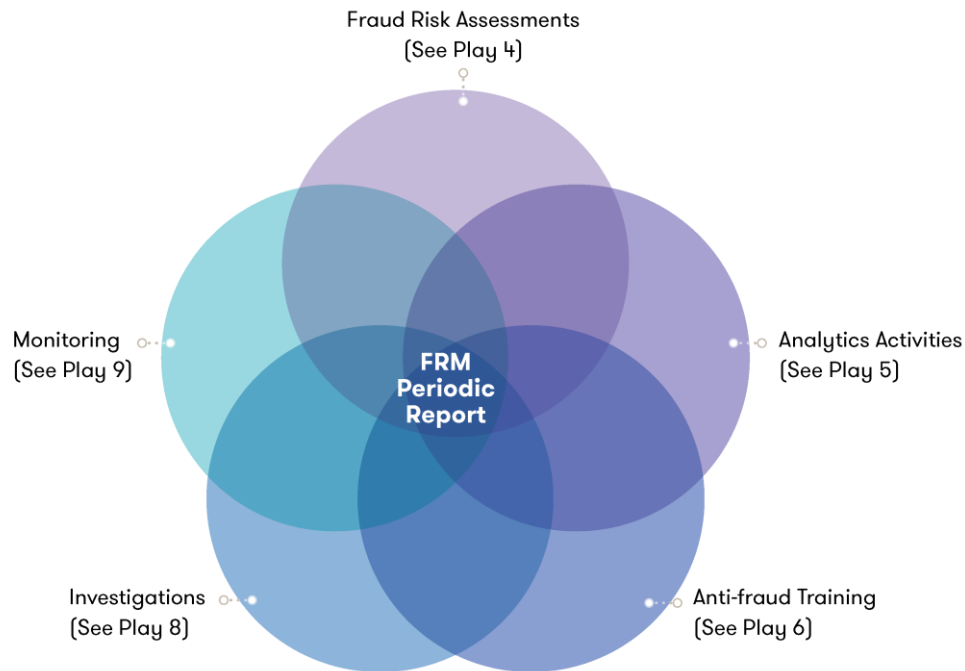 Fraud Risk Assessments
(See Play 4)
Monitoring
(See Play 9)
FRM
Periodic
Report
Analytics Activities
(See Play 5)
Investigations
(See Play 8)
Anti-fraud Training
(See Play 6)